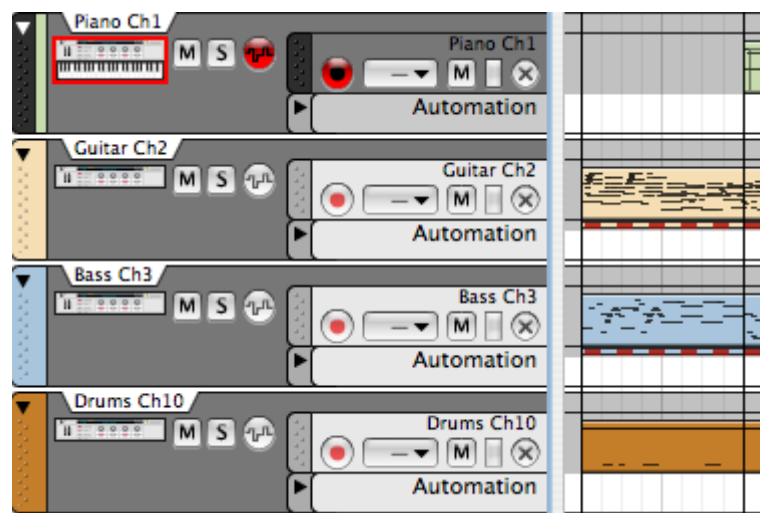 Piano Ch1
M S
Piano Ch1
M
Automation
Guitar Ch2
M S
Guitar Ch2
M
Automation
Bass Ch3
M S
Bass Ch3
M
Automation
Drums Ch10
M S
Drums Ch10
M
Automation